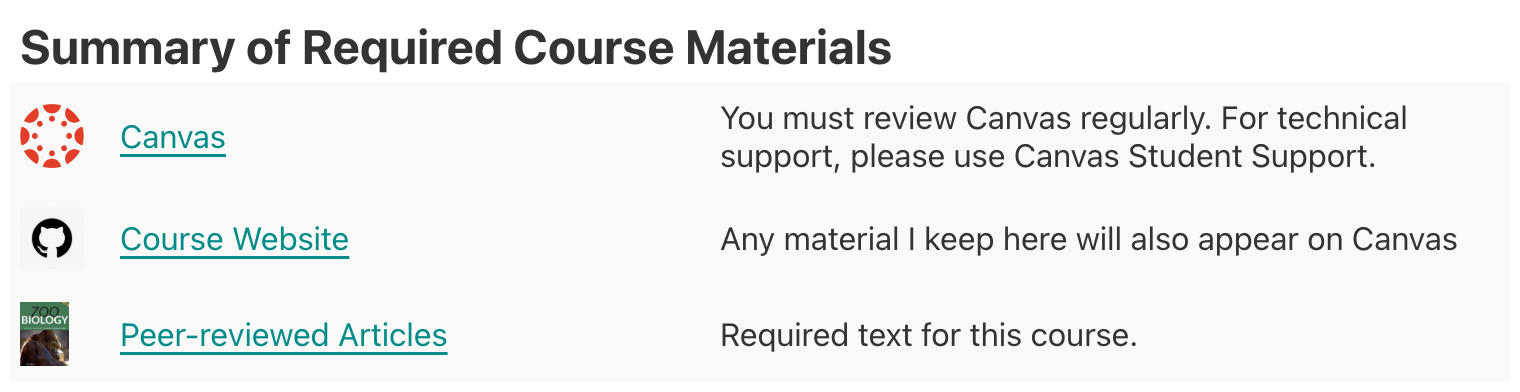 Summary of Required Course Materials
Canvas
You must review Canvas regularly. For technical
support, please use Canvas Student Support.
Course Website
Any material I keep here will also appear on Canvas
ZOO
BIOLOGY
Peer-reviewed Articles
Required text for this course.